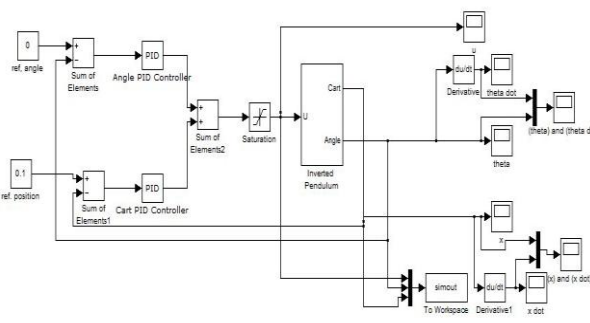 0
ref, angle
+
−
Sum of
Elements
PID
Angle PID Controller
+
+
Sum of
Elements2
Saturation
U
Cart
Angle
Inverted
Pendulum
u
du/dt
Derivative
theta dot
theta
(theta) and (theta d
0.1
ref. position
+
−
Sum of
Elements1
PID
Cart PID Controller
x
(x) and (x dot)
simout
To Workspace
du/dt
Derivative1
x dot